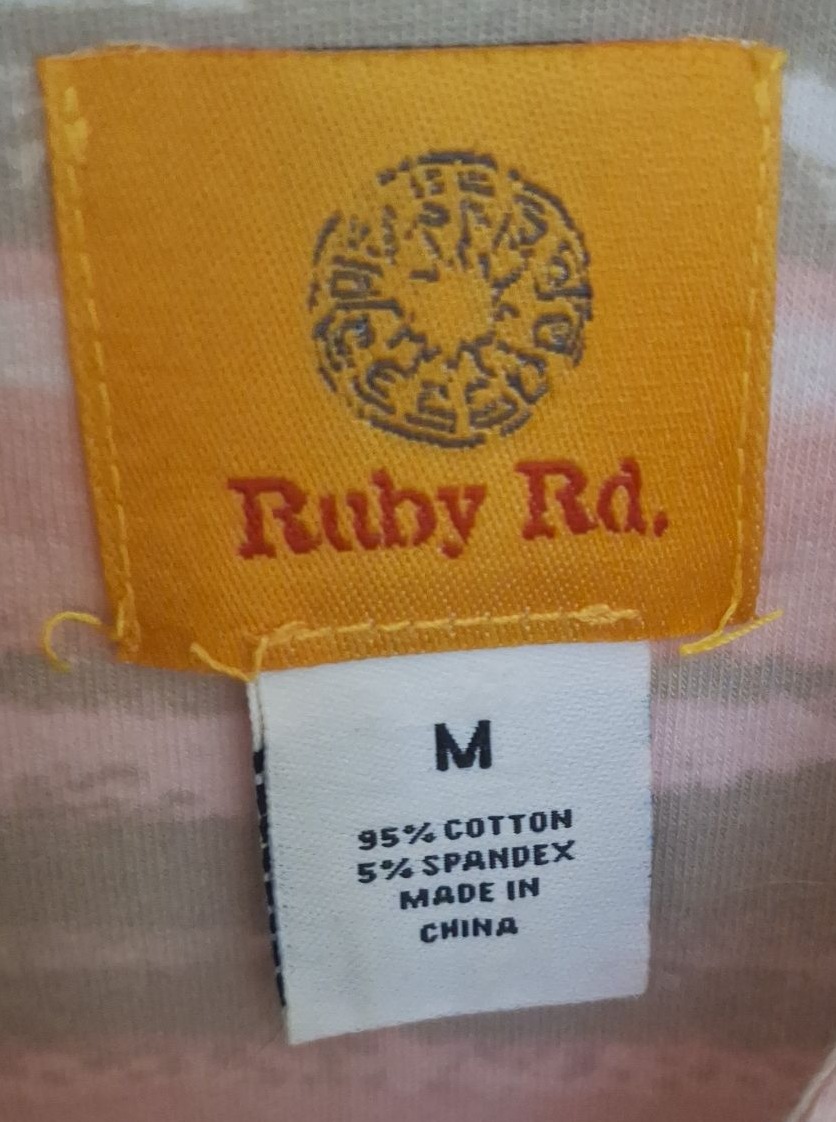 Ruby Rd.
M
95% COTTON
5% SPANDEX
MADE IN
CHINA